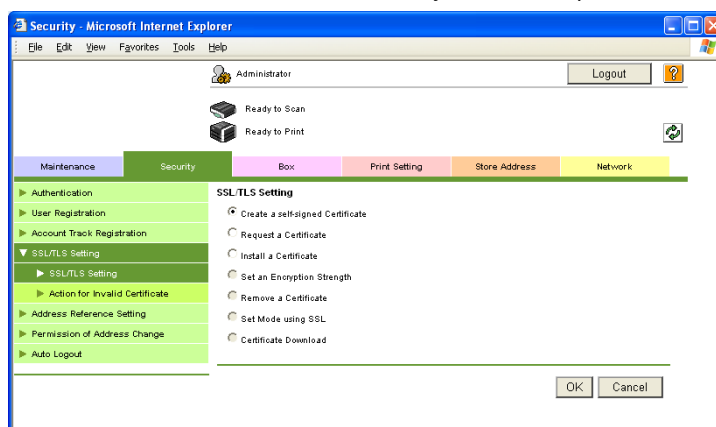 Security - Microsoft Internet Explorer
File Edit View Favorites Tools Help
Administrator
Logout
?
Ready to Scan
Ready to Print
Maintenance Security Box Print Setting Store Address Network
Authentication
User Registration
Account Track Registration
SSL/TLS Setting
SSL/TLS Setting
Action for Invalid Certificate
Address Reference Setting
Permission of Address Change
Auto Logout
SSL/TLS Setting
Create a self-signed Certificate
Request a Certificate
Install a Certificate
Set an Encryption Strength
Remove a Certificate
Set Mode using SSL
Certificate Download
OK Cancel